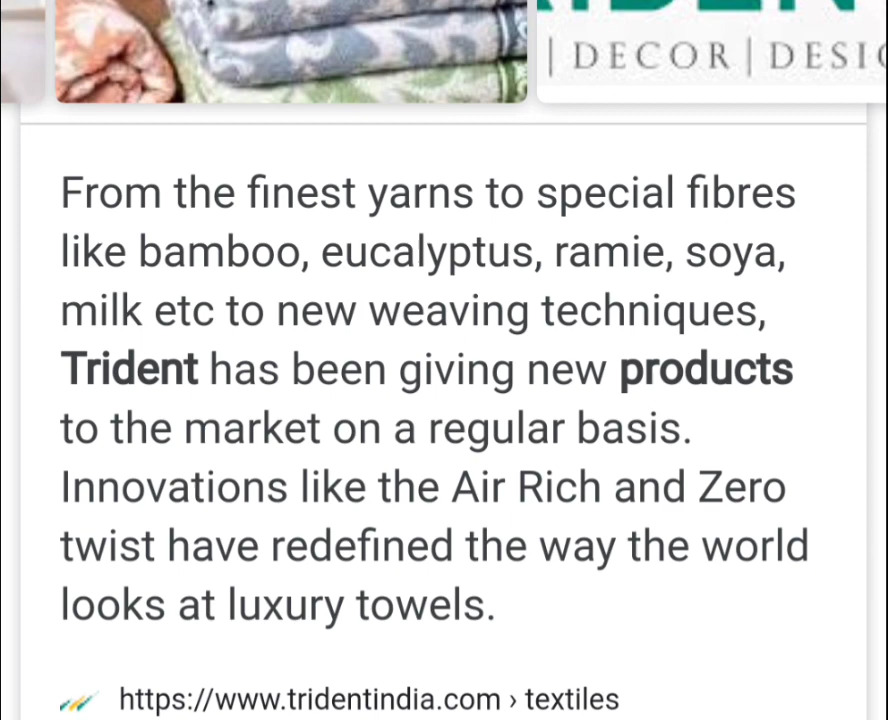 | DECOR | DESIG
From the finest yarns to special fibres
like bamboo, eucalyptus, ramie, soya,
milk etc to new weaving techniques,
Trident has been giving new products
to the market on a regular basis.
Innovations like the Air Rich and Zero
twist have redefined the way the world
looks at luxury towels.
https://www.tridentindia.com › textiles